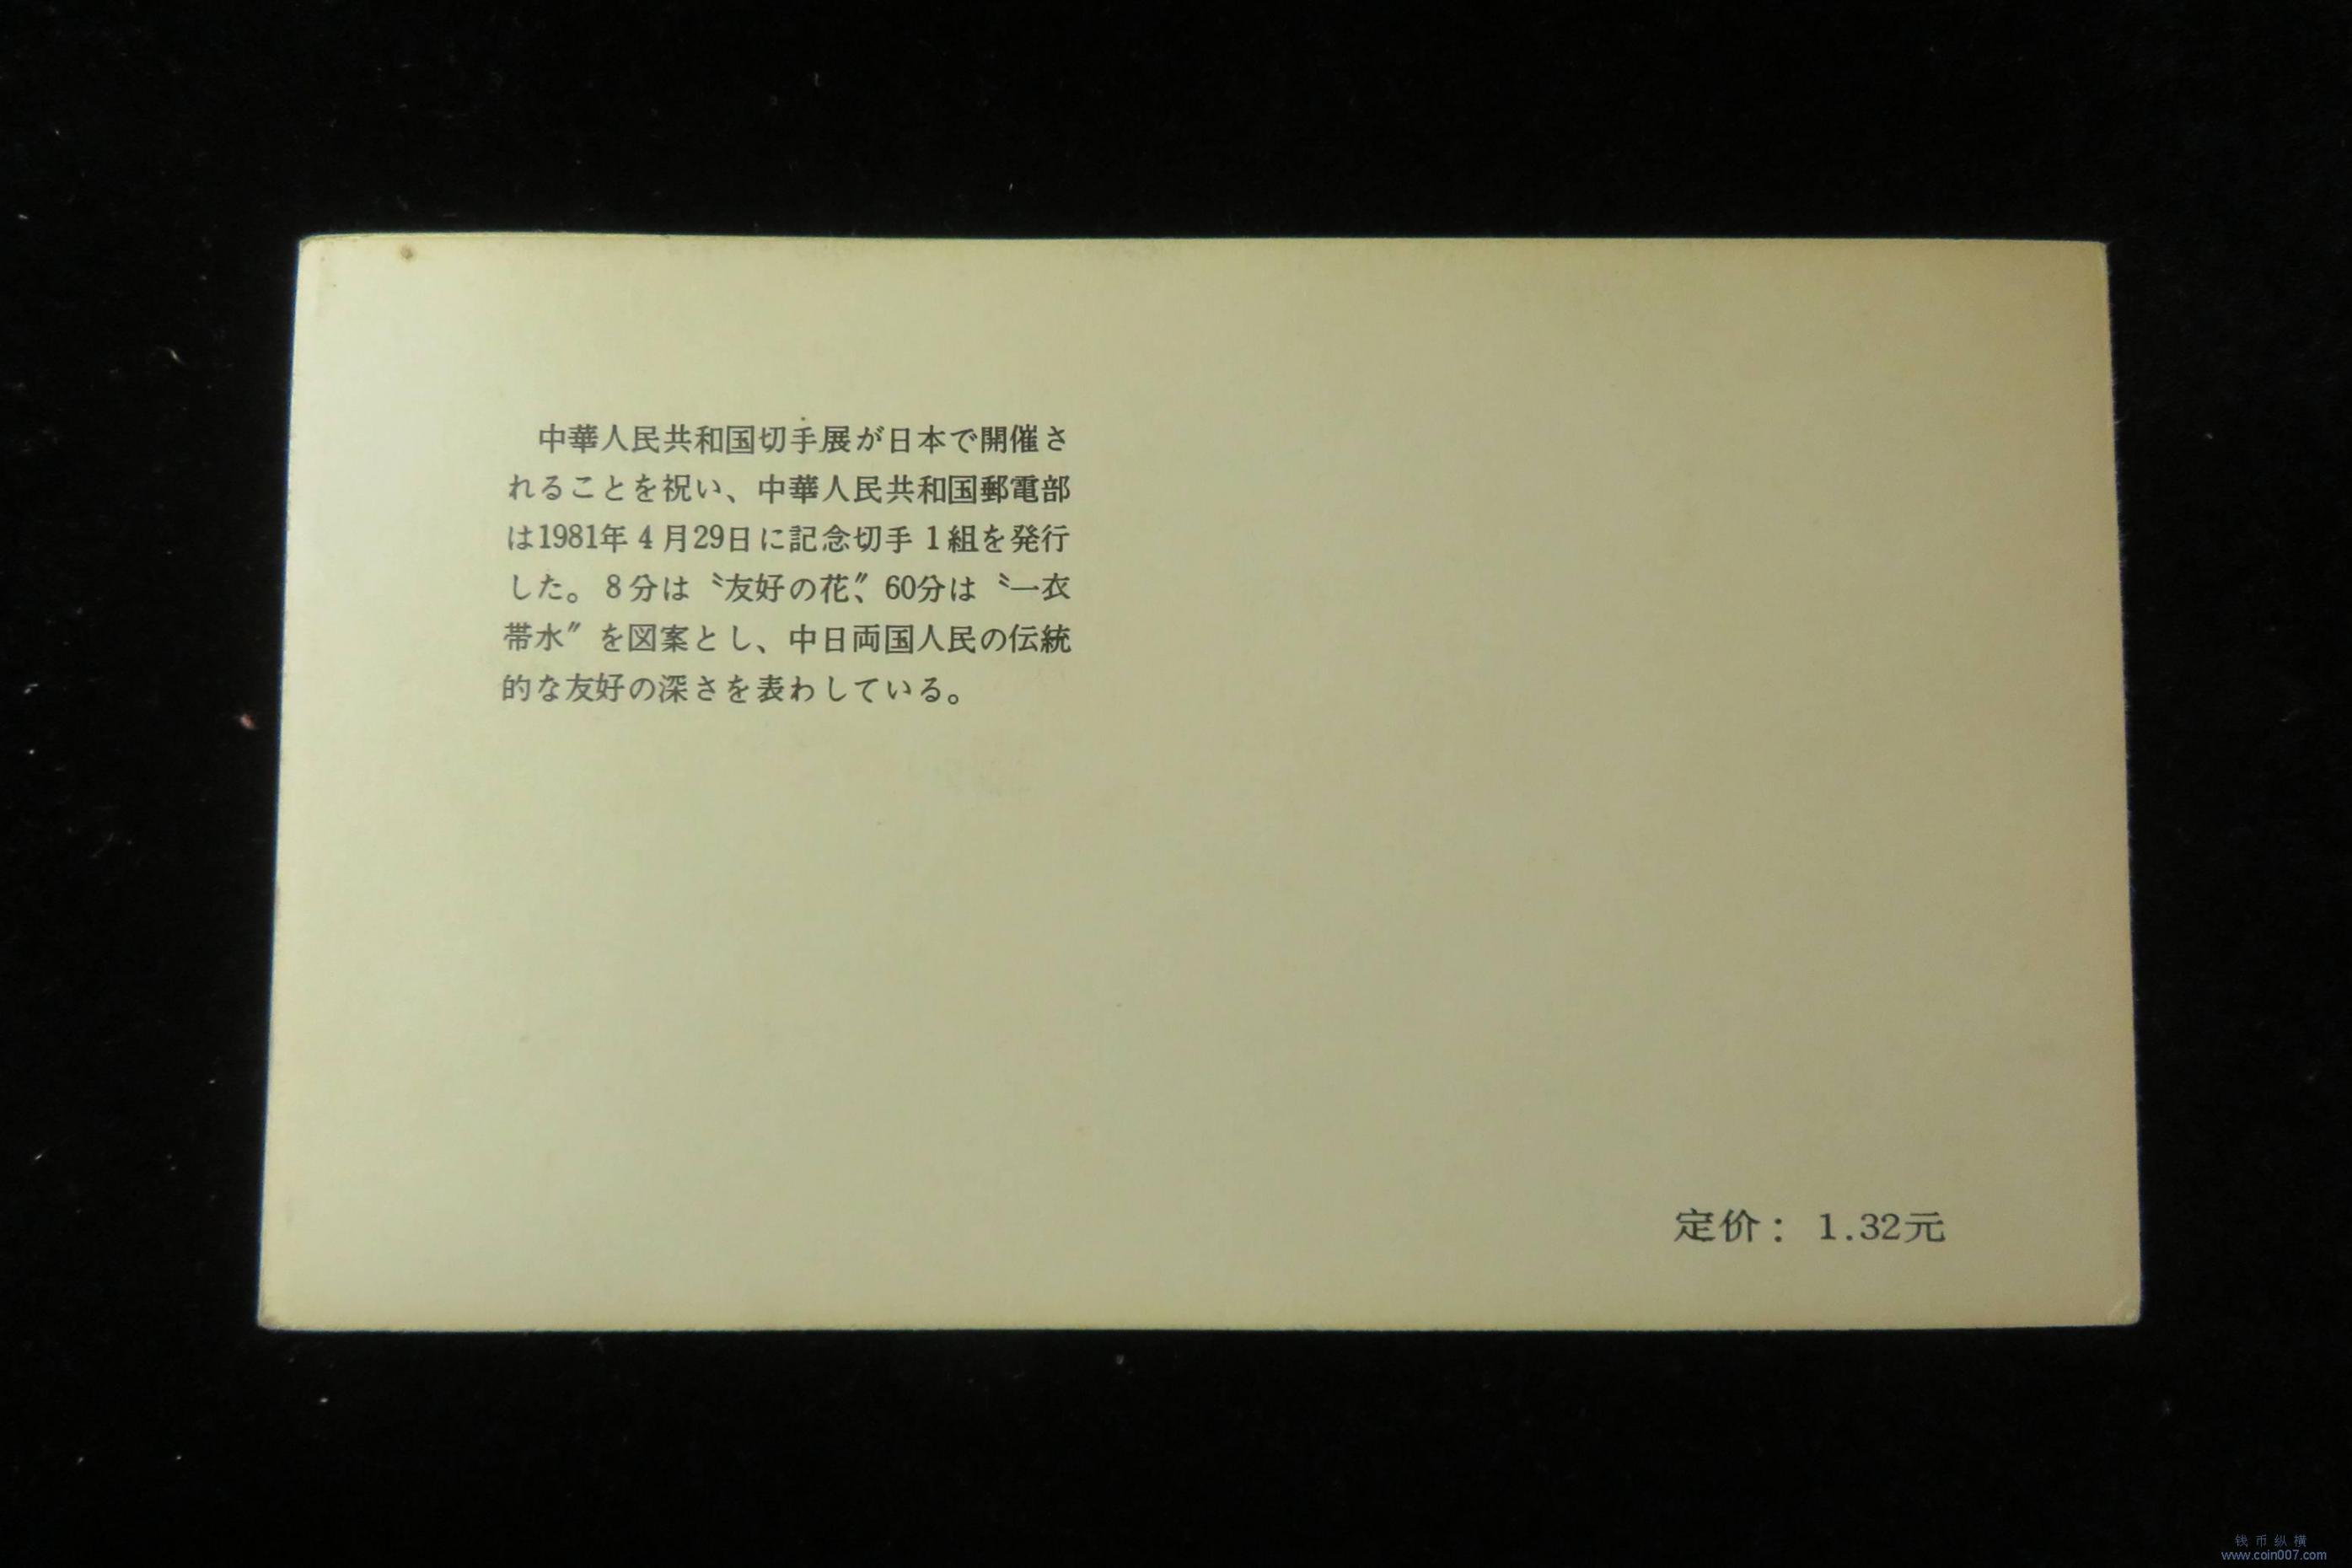 中華人民共和国切手展が日本で開催さ
れることを祝い、中華人民共和国郵電部
は1981年4月29日に記念切手1組を発行
した。8分は〝友好の花〞、60分は〝一衣
帯水〞を図案とし、中日両国人民の伝統
的な友好の深さを表わしている。
定价：1.32元
钱币纵横
www.coin007.com